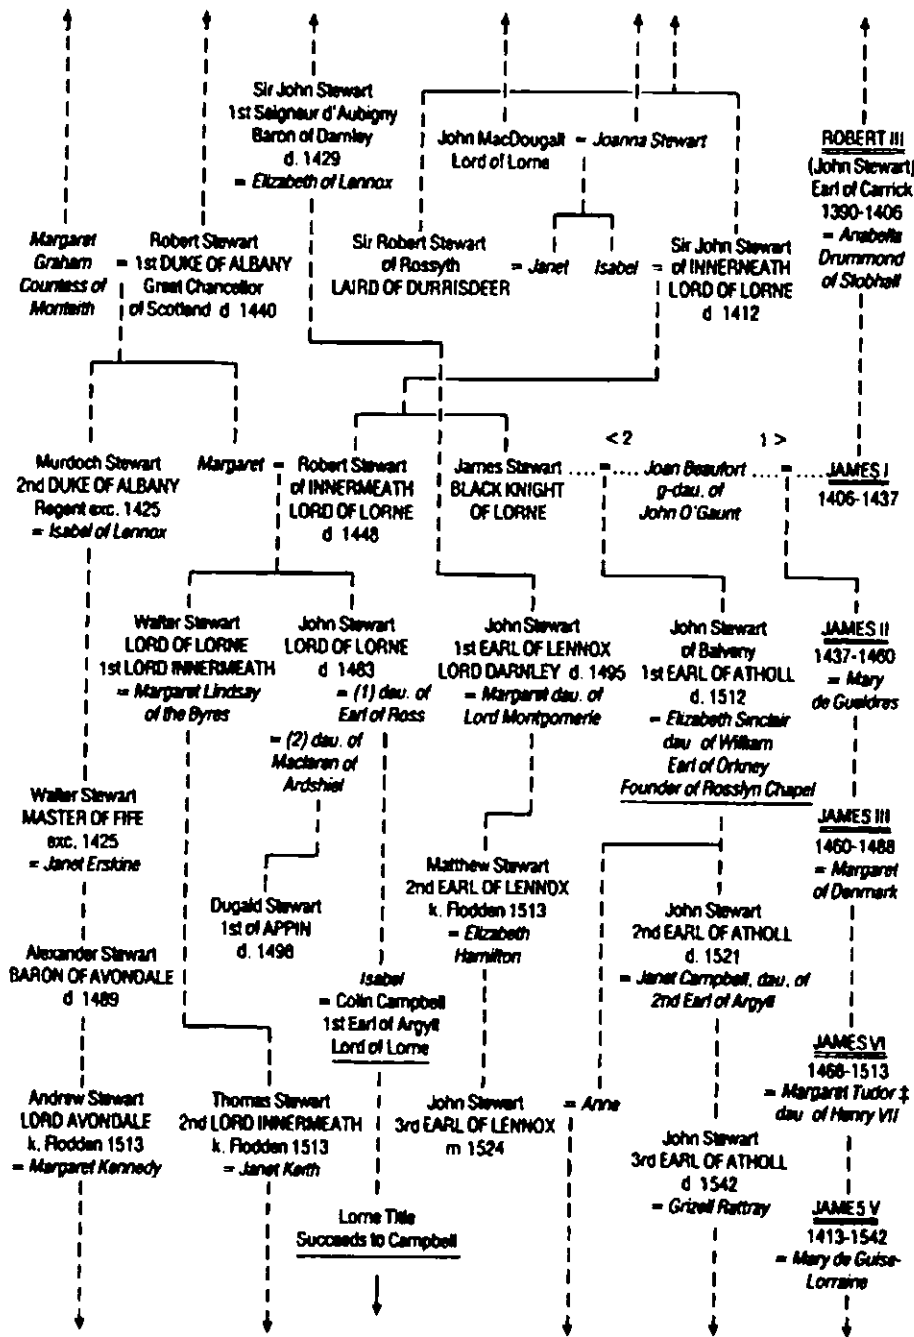 Sir John Stewart
1st Seigneur d'Aubigny
Baron of Darnley
d. 1429
= Elizabeth of Lennox
John MacDougall
Lord of Lorne
= Joanna Stewart
ROBERT III
(John Stewart)
Earl of Carrick
1390-1406
= Anabella
Drummond
of Stobhall
Margaret
Graham
Countess of
Monteith
Robert Stewart
= 1st DUKE OF ALBANY
Great Chancellor
of Scotland d 1440
Sir Robert Stewart
of Rossyth
LAIRD OF DURRISDEER
= Janet
Isabel =
Sir John Stewart
of INNERNEATH
LORD OF LORNE
d 1412
< 2
1 >
Murdoch Stewart
2nd DUKE OF ALBANY
Regent exc. 1425
= Isabel of Lennox
Margaret =
Robert Stewart
of INNERMEATH
LORD OF LORNE
d 1448
James Stewart
BLACK KNIGHT
OF LORNE
..... = .....
Joan Beaufort
g-dau. of
John O'Gaunt
..... = .....
JAMES I
1406-1437
Walter Stewart
LORD OF LORNE
1st LORD INNERMEATH
= Margaret Lindsay
of the Byres
John Stewart
LORD OF LORNE
d 1463
= (1) dau. of
Earl of Ross
= (2) dau. of
Maclaren of
Ardshiel
John Stewart
1st EARL OF LENNOX
LORD DARNLEY d. 1495
= Margaret dau. of
Lord Montgomerie
John Stewart
of Balveny
1st EARL OF ATHOLL
d. 1512
= Elizabeth Sinclair
dau of William
Earl of Orkney
Founder of Rosslyn Chapel
JAMES II
1437-1460
= Mary
de Gueldres
Walter Stewart
MASTER OF FIFE
exc. 1425
= Janet Erskine
JAMES III
1460-1488
= Margaret
of Denmark
Dugald Stewart
1st of APPIN
d. 1498
Matthew Stewart
2nd EARL OF LENNOX
k. Flodden 1513
= Elizabeth
Hamilton
John Stewart
2nd EARL OF ATHOLL
d. 1521
= Janet Campbell, dau. of
2nd Earl of Argyll
Alexander Stewart
BARON OF AVONDALE
d 1489
Isabel
= Colin Campbell
1st Earl of Argyll
Lord of Lorne
JAMES VI
1468-1513
= Margaret Tudor ‡
dau of Henry VII
Andrew Stewart
LORD AVONDALE
k. Flodden 1513
= Margaret Kennedy
Thomas Stewart
2nd LORD INNERMEATH
k. Flodden 1513
= Janet Keith
John Stewart
3rd EARL OF LENNOX
m 1524
= Anne
John Stewart
3rd EARL OF ATHOLL
d 1542
= Grizell Rattray
Lorne Title
Succeeds to Campbell
JAMES V
1413-1542
= Mary de Guise-
Lorraine